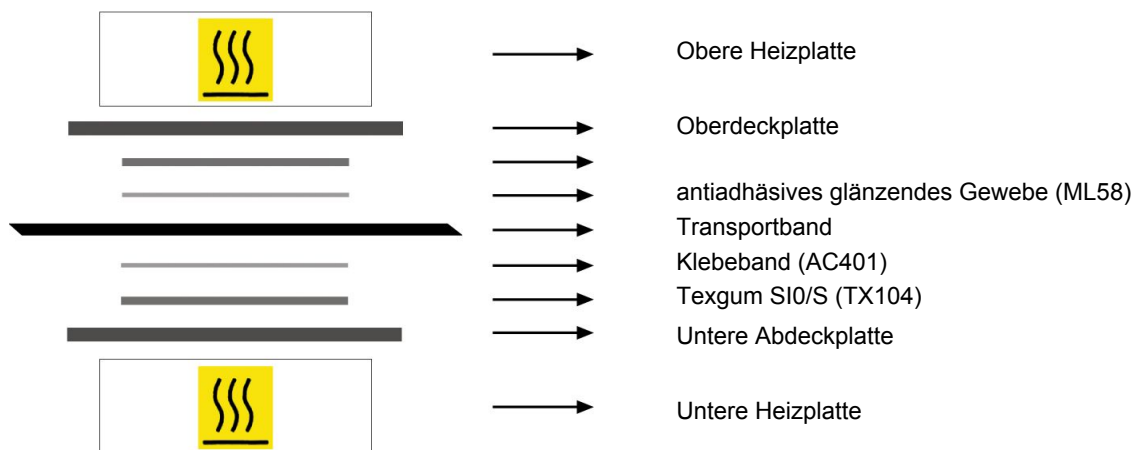 Obere Heizplatte
Oberdeckplatte
antiadhäsives glänzendes Gewebe (ML58)
Transportband
Klebeband (AC401)
Texgum SI0/S (TX104)
Untere Abdeckplatte
Untere Heizplatte